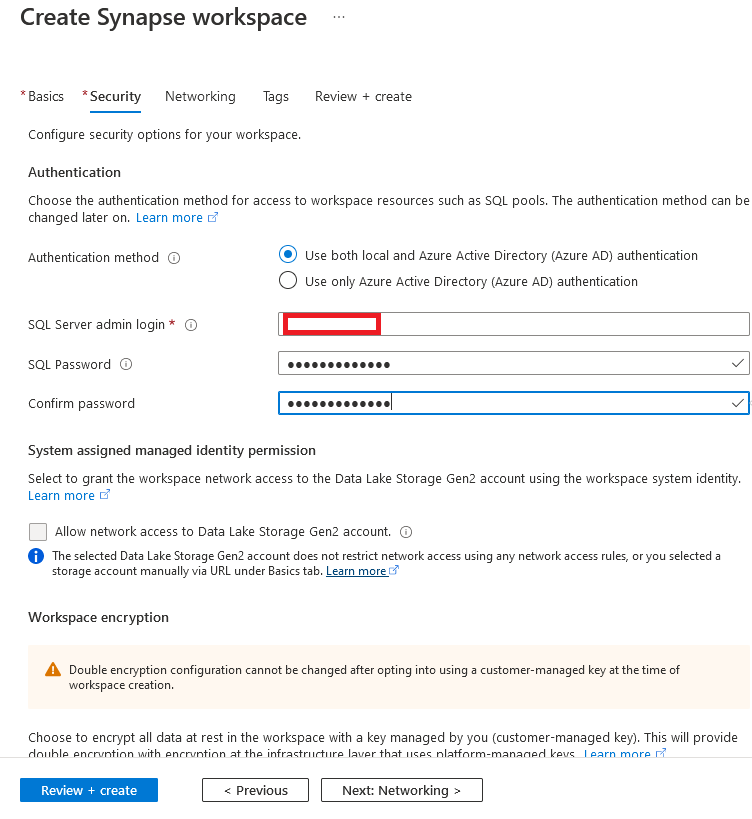 Create Synapse workspace ...
* Basics * Security Networking Tags Review + create
Configure security options for your workspace.
Authentication
Choose the authentication method for access to workspace resources such as SQL pools. The authentication method can be
changed later on. Learn more
Authentication method
Use both local and Azure Active Directory (Azure AD) authentication
Use only Azure Active Directory (Azure AD) authentication
SQL Server admin login *
SQL Password •••••••••••••
Confirm password •••••••••••••
System assigned managed identity permission
Select to grant the workspace network access to the Data Lake Storage Gen2 account using the workspace system identity.
Learn more
Allow network access to Data Lake Storage Gen2 account.
The selected Data Lake Storage Gen2 account does not restrict network access using any network access rules, or you selected a
storage account manually via URL under Basics tab. Learn more
Workspace encryption
Double encryption configuration cannot be changed after opting into using a customer-managed key at the time of
workspace creation.
Choose to encrypt all data at rest in the workspace with a key managed by you (customer-managed key). This will provide
double encryption with encryption at the infrastructure layer that uses platform-managed keys. Learn more
Review + create < Previous Next: Networking >